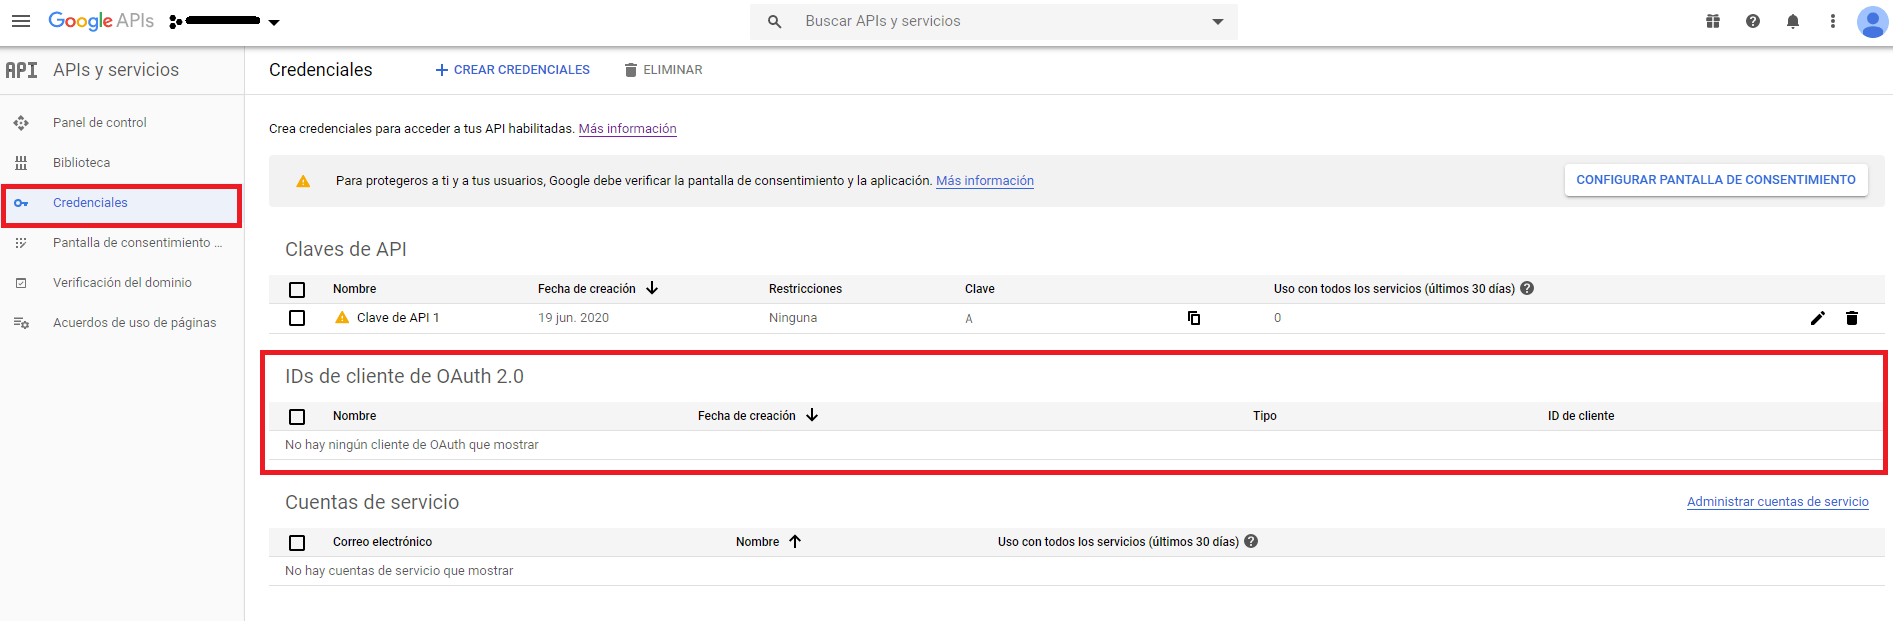 Google APIs
Buscar APIs y servicios
API APIs y servicios
Credenciales
CREAR CREDENCIALES
ELIMINAR
Panel de control
Biblioteca
Credenciales
Pantalla de consentimiento ...
Verificación del dominio
Acuerdos de uso de páginas
Crea credenciales para acceder a tus API habilitadas. Más información
Para protegeros a ti y a tus usuarios, Google debe verificar la pantalla de consentimiento y la aplicación. Más información
CONFIGURAR PANTALLA DE CONSENTIMIENTO
Claves de API
Nombre Fecha de creación Restricciones Clave Uso con todos los servicios (últimos 30 días)
Clave de API 1 19 jun. 2020 Ninguna A 0
IDs de cliente de OAuth 2.0
Nombre Fecha de creación Tipo ID de cliente
No hay ningún cliente de OAuth que mostrar
Cuentas de servicio
Administrar cuentas de servicio
Correo electrónico Nombre Uso con todos los servicios (últimos 30 días)
No hay cuentas de servicio que mostrar